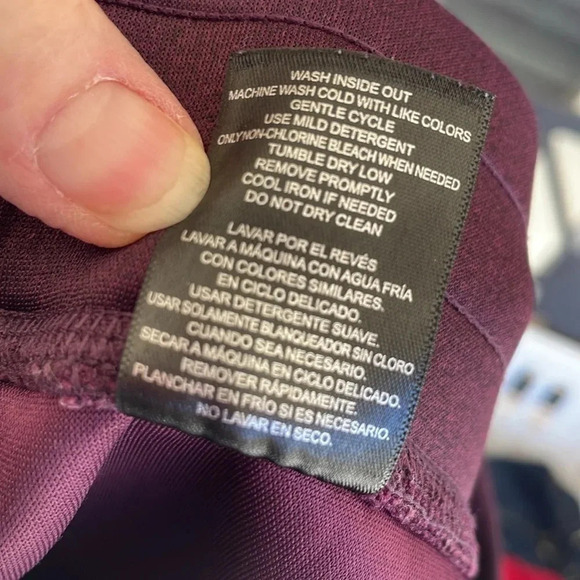 WASH INSIDE OUT
MACHINE WASH COLD WITH LIKE COLORS
GENTLE CYCLE
USE MILD DETERGENT
ONLY NON-CHLORINE BLEACH WHEN NEEDED
TUMBLE DRY LOW
REMOVE PROMPTLY
COOL IRON IF NEEDED
DO NOT DRY CLEAN
LAVAR POR EL REVÉS
LAVAR A MÁQUINA CON AGUA FRÍA
CON COLORES SIMILARES.
EN CICLO DELICADO.
USAR DETERGENTE SUAVE.
USAR SOLAMENTE BLANQUEADOR SIN CLORO
CUANDO SEA NECESARIO.
SECAR A MÁQUINA EN CICLO DELICADO.
REMOVER RÁPIDAMENTE.
PLANCHAR EN FRÍO SI ES NECESARIO.
NO LAVAR EN SECO.